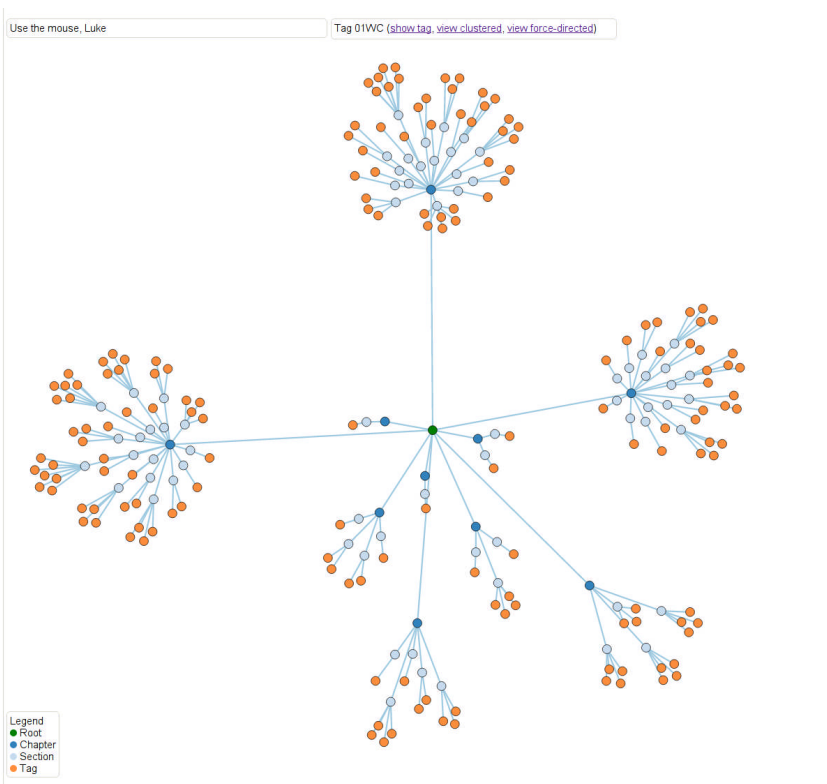 Use the mouse, Luke
Tag 01WC (show tag, view clustered, view force-directed)
Legend
Root
Chapter
Section
Tag